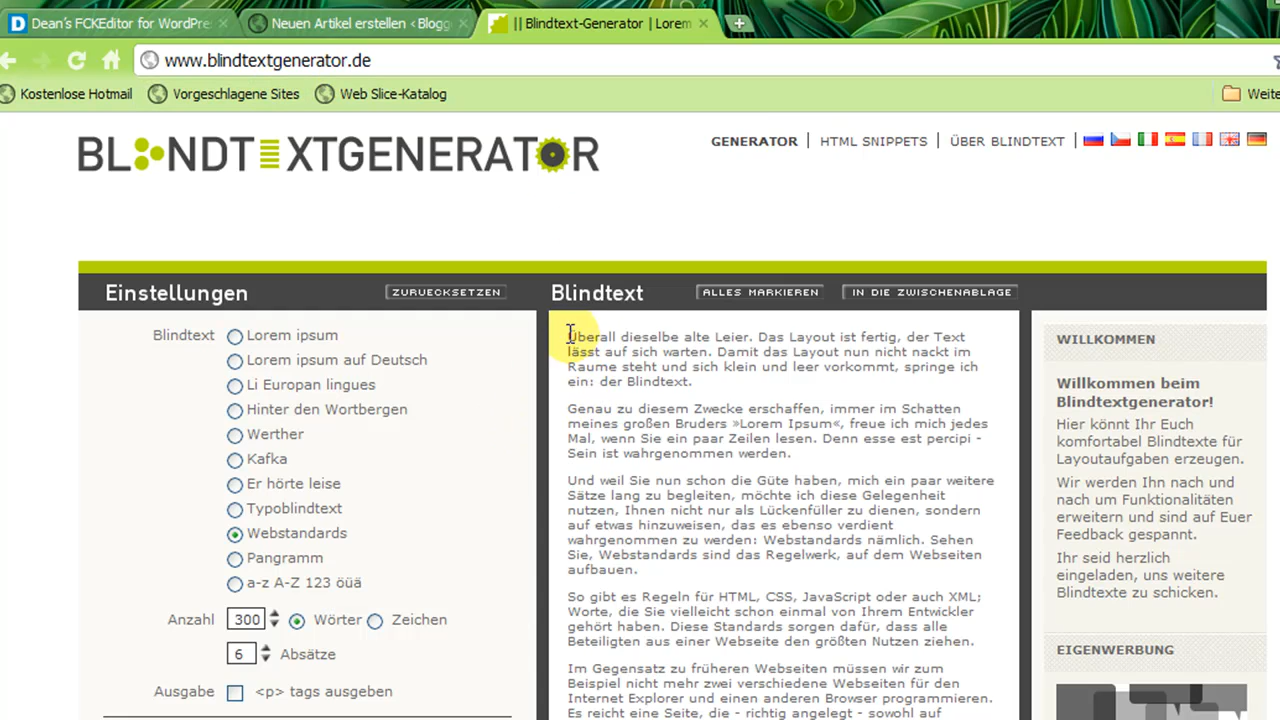 Dean's FCKEditor for WordPre
Neuen Artikel erstellen ‹ Blogg
|| Blindtext-Generator | Lorem
www.blindtextgenerator.de
Kostenlose Hotmail
Vorgeschlagene Sites
Web Slice-Katalog
Weite
BLINDTEXTGENERATOR
GENERATOR | HTML SNIPPETS | ÜBER BLINDTEXT |
Einstellungen
ZURUECKSETZEN
Blindtext
ALLES MARKIEREN
IN DIE ZWISCHENABLAGE
Blindtext
Lorem ipsum
Lorem ipsum auf Deutsch
Li Europan lingues
Hinter den Wortbergen
Werther
Kafka
Er hörte leise
Typoblindtext
Webstandards
Pangramm
a-z A-Z 123 öüä
Anzahl 300 Wörter Zeichen
6 Absätze
Ausgabe <p> tags ausgeben
Überall dieselbe alte Leier. Das Layout ist fertig, der Text
lässt auf sich warten. Damit das Layout nun nicht nackt im
Raume steht und sich klein und leer vorkommt, springe ich
ein: der Blindtext.
Genau zu diesem Zwecke erschaffen, immer im Schatten
meines großen Bruders »Lorem Ipsum«, freue ich mich jedes
Mal, wenn Sie ein paar Zeilen lesen. Denn esse est percipi -
Sein ist wahrgenommen werden.
Und weil Sie nun schon die Güte haben, mich ein paar weitere
Sätze lang zu begleiten, möchte ich diese Gelegenheit
nutzen, Ihnen nicht nur als Lückenfüller zu dienen, sondern
auf etwas hinzuweisen, das es ebenso verdient
wahrgenommen zu werden: Webstandards nämlich. Sehen
Sie, Webstandards sind das Regelwerk, auf dem Webseiten
aufbauen.
So gibt es Regeln für HTML, CSS, JavaScript oder auch XML;
Worte, die Sie vielleicht schon einmal von Ihrem Entwickler
gehört haben. Diese Standards sorgen dafür, dass alle
Beteiligten aus einer Webseite den größten Nutzen ziehen.
Im Gegensatz zu früheren Webseiten müssen wir zum
Beispiel nicht mehr zwei verschiedene Webseiten für den
Internet Explorer und einen anderen Browser programmieren.
Es reicht eine Seite, die - richtig angelegt - sowohl auf
WILLKOMMEN
Willkommen beim
Blindtextgenerator!
Hier könnt Ihr Euch
komfortabel Blindtexte für
Layoutaufgaben erzeugen.
Wir werden Ihn nach und
nach um Funktionalitäten
erweitern und sind auf Euer
Feedback gespannt.
Ihr seid herzlich
eingeladen, uns weitere
Blindtexte zu schicken.
EIGENWERBUNG